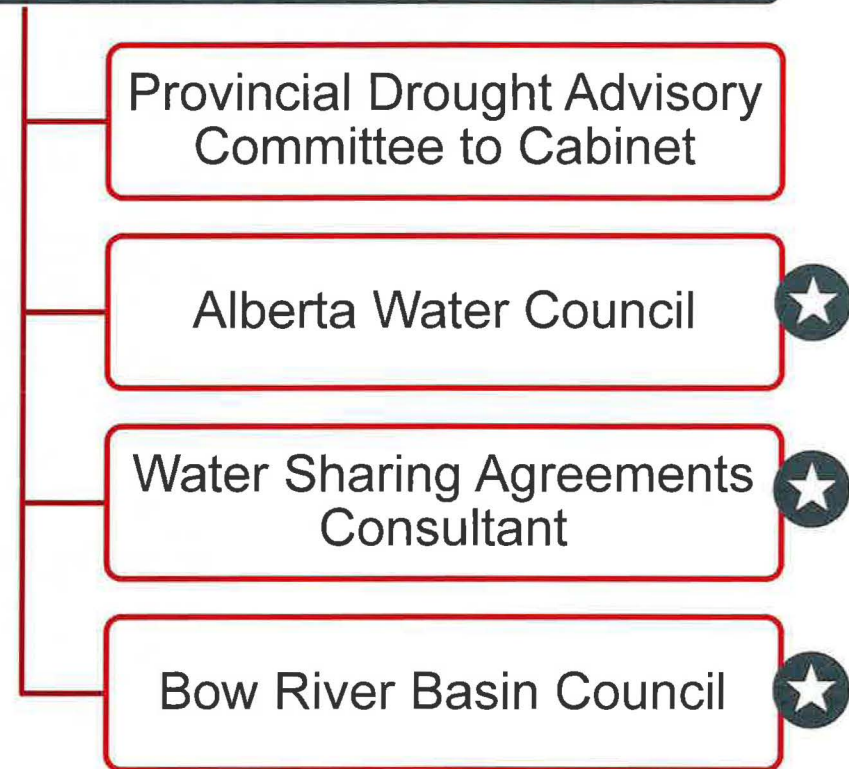 Provincial Drought Advisory
Committee to Cabinet
Alberta Water Council
Water Sharing Agreements
Consultant
Bow River Basin Council